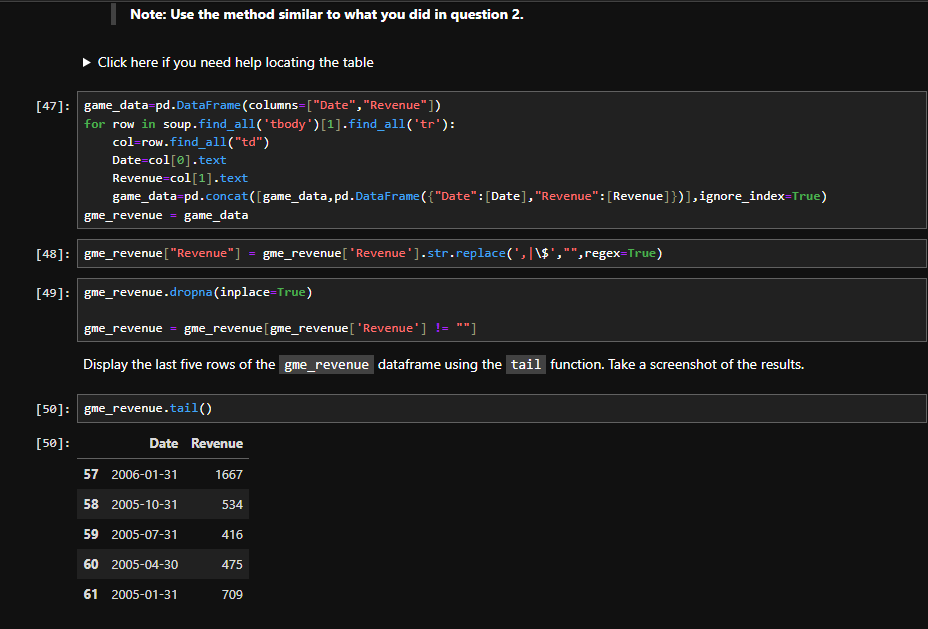 Note: Use the method similar to what you did in question 2.
▶ Click here if you need help locating the table
[47]: game_data=pd.DataFrame(columns=["Date","Revenue"])
for row in soup.find_all('tbody')[1].find_all('tr'):
    col=row.find_all("td")
    Date=col[0].text
    Revenue=col[1].text
    game_data=pd.concat([game_data,pd.DataFrame({"Date":[Date],"Revenue":[Revenue]})],ignore_index=True)
gme_revenue = game_data
[48]: gme_revenue["Revenue"] = gme_revenue['Revenue'].str.replace(',|\$',"",regex=True)
[49]: gme_revenue.dropna(inplace=True)
gme_revenue = gme_revenue[gme_revenue['Revenue'] != ""]
Display the last five rows of the gme_revenue dataframe using the tail function. Take a screenshot of the results.
[50]: gme_revenue.tail()
[50]: Date Revenue
57 2006-01-31 1667
58 2005-10-31 534
59 2005-07-31 416
60 2005-04-30 475
61 2005-01-31 709